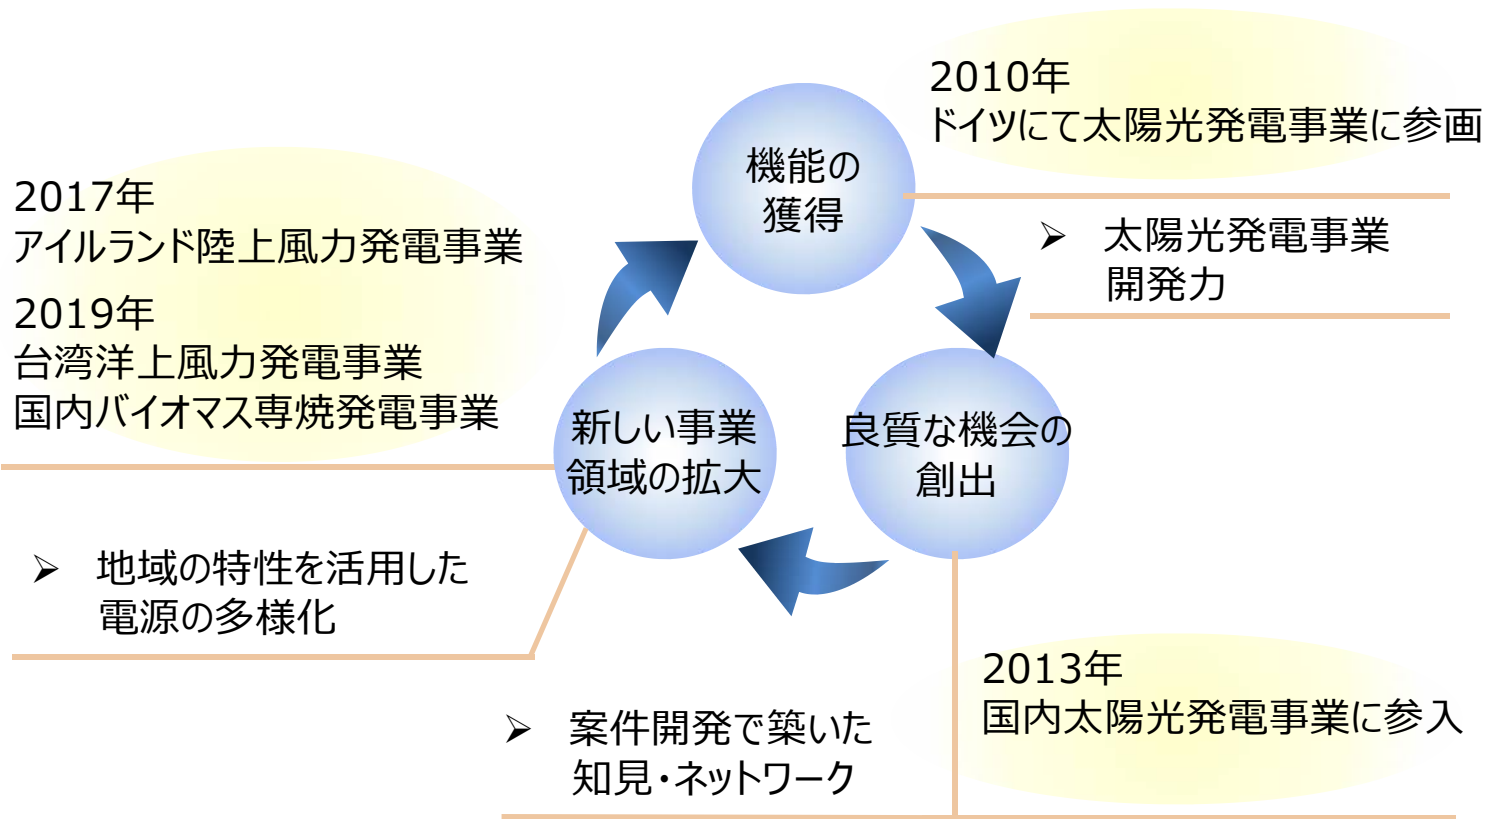 2010年
ドイツにて太陽光発電事業に参画
機能の
獲得
➢ 太陽光発電事業
開発力
2017年
アイルランド陸上風力発電事業
2019年
台湾洋上風力発電事業
国内バイオマス専焼発電事業
新しい事業
領域の拡大
良質な機会の
創出
➢ 地域の特性を活用した
電源の多様化
2013年
国内太陽光発電事業に参入
➢ 案件開発で築いた
知見・ネットワーク